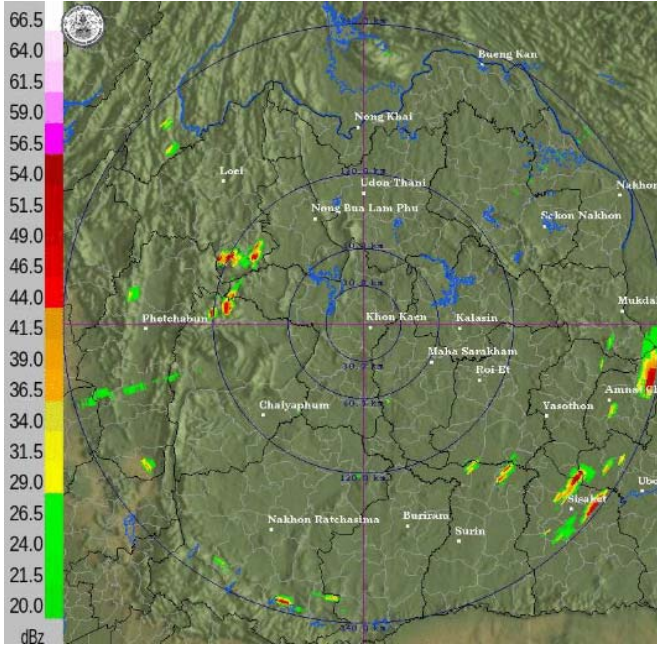 66.5
64.0
61.5
59.0
56.5
54.0
49.0
46.5
44.0
41.5
39.0
36.5
34.0
31.5
29.0
26.5
24.0
21.5
20.0
dBz
Bueng Kan
Nong Khai
Loei
Udon Thani
Nakhon
Nong Bua Lam Phu
Sakon Nakhon
Mukdah
Phetchabun
Khon Kaen
Kalasin
Maha Sarakham
Roi-Et
Amnat C
Chaiyaphum
Yasothon
120.0 km
Ubo
Sisaket
Nakhon Ratchasima
Buriram
Surin